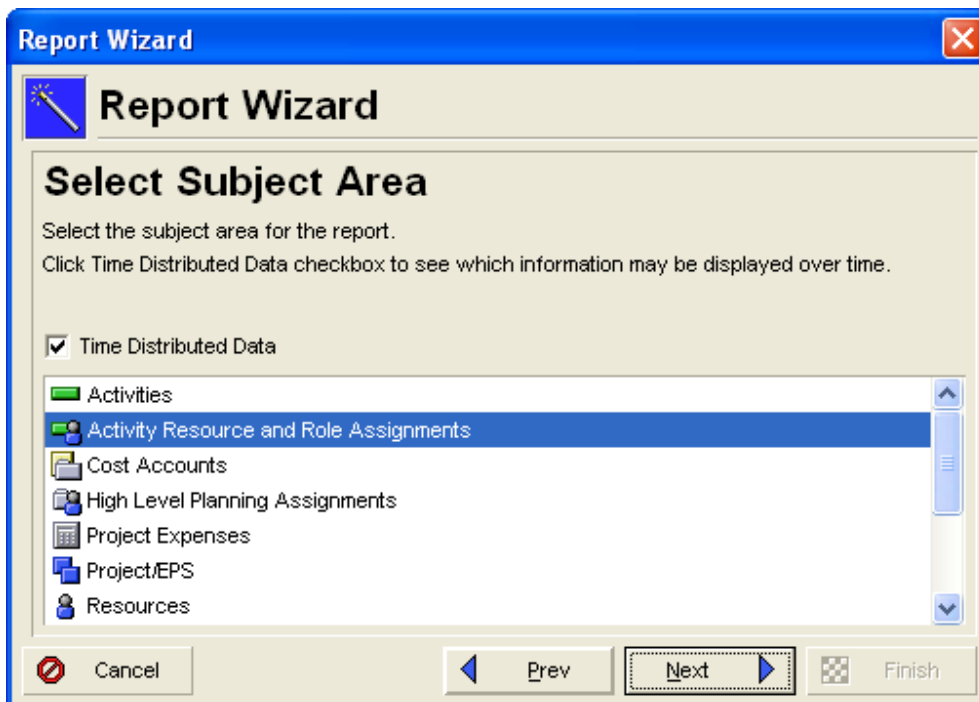 Report Wizard
Report Wizard
Select Subject Area
Select the subject area for the report.
Click Time Distributed Data checkbox to see which information may be displayed over time.
Time Distributed Data
Activities
Activity Resource and Role Assignments
Cost Accounts
High Level Planning Assignments
Project Expenses
Project/EPS
Resources
Cancel Prev Next Finish